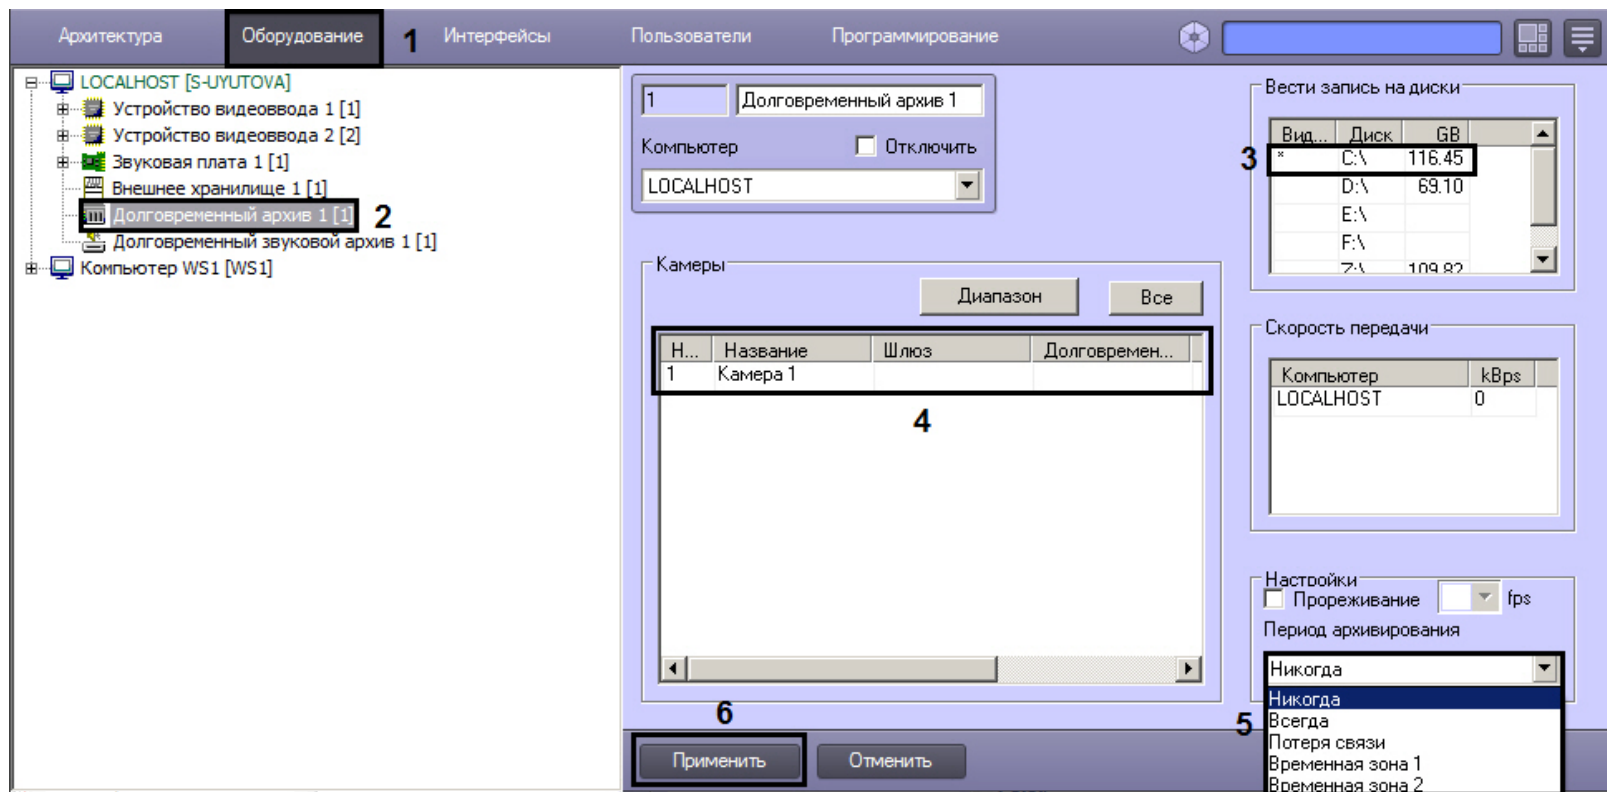 Архитектура
Оборудование
1
Интерфейсы
Пользователи
Программирование
LOCALHOST [S-UYUTOVA]
Устройство видеоввода 1 [1]
Устройство видеоввода 2 [2]
Звуковая плата 1 [1]
Внешнее хранилище 1 [1]
Долговременный архив 1 [1]
2
Долговременный звуковой архив 1 [1]
Компьютер WS1 [WS1]
1
Долговременный архив 1
Компьютер
Отключить
LOCALHOST
Камеры
Диапазон
Все
Н... Название Шлюз Долговремен...
1 Камера 1
4
Вести запись на диски
Вид... Диск GB
3
* C:\ 116.45
D:\ 69.10
E:\
F:\
Z:\ 109.82
Скорость передачи
Компьютер kBps
LOCALHOST 0
Настройки
Прореживание fps
Период архивирования
Никогда
5
Никогда
Всегда
Потеря связи
Временная зона 1
Временная зона 2
6
Применить
Отменить